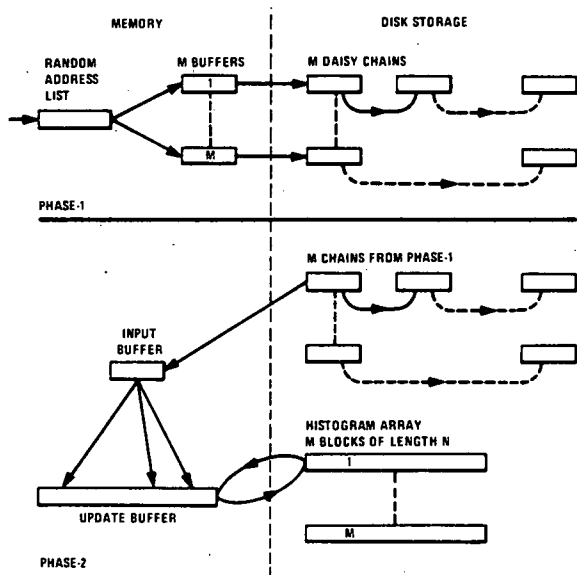 MEMORY
DISK STORAGE
RANDOM
ADDRESS
LIST
M BUFFERS
M DAISY CHAINS
1
M
PHASE-1
M CHAINS FROM PHASE-1
INPUT
BUFFER
HISTOGRAM ARRAY
M BLOCKS OF LENGTH N
1
UPDATE BUFFER
M
PHASE-2